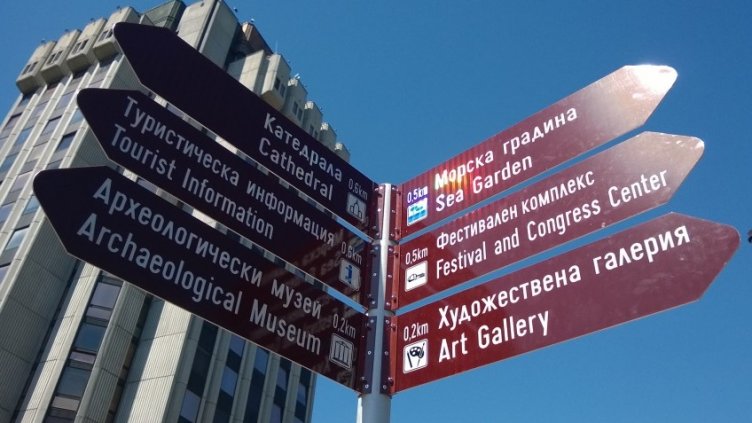 Катедрала
Cathedral
0,6km
Туристическа информация
Tourist Information
0,6km
Археологически музей
Archaeological Museum
0,2km
Морска градина
0,5km
Sea Garden
Фестивален комплекс
0,5km
Festival and Congress Center
Художествена галерия
0,2km
Art Gallery